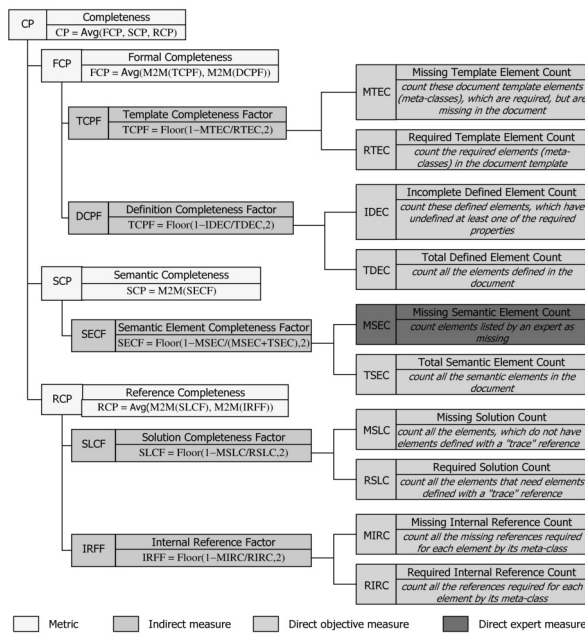 CP
Completeness
CP = Avg(FCP, SCP, RCP)
FCP
Formal Completeness
FCP = Avg(M2M(TCPF), M2M(DCPF))
TCPF
Template Completeness Factor
TCPF = Floor(1–MTEC/RTEC,2)
MTEC
Missing Template Element Count
count these document template elements
(meta-classes), which are required, but are
missing in the document
RTEC
Required Template Element Count
count the required elements (meta-
classes) in the document template
DCPF
Definition Completeness Factor
TCPF = Floor(1–IDEC/TDEC,2)
IDEC
Incomplete Defined Element Count
count these defined elements, which have
undefined at least one of the required
properties
TDEC
Total Defined Element Count
count all the elements defined in the
document
SCP
Semantic Completeness
SCP = M2M(SECF)
SECF
Semantic Element Completeness Factor
SECF = Floor(1–MSEC/(MSEC+TSEC),2)
MSEC
Missing Semantic Element Count
count elements listed by an expert as
missing
TSEC
Total Semantic Element Count
count all the semantic elements in the
document
RCP
Reference Completeness
RCP = Avg(M2M(SLCF), M2M(IRFF))
SLCF
Solution Completeness Factor
SLCF = Floor(1–MSLC/RSLC,2)
MSLC
Missing Solution Count
count all the elements, which do not have
elements defined with a "trace" reference
RSLC
Required Solution Count
count all the elements that need elements
defined with a "trace" reference
IRFF
Internal Reference Factor
IRFF = Floor(1–MIRC/RIRC,2)
MIRC
Missing Internal Reference Count
count all the missing references required
for each element by its meta-class
RIRC
Required Internal Reference Count
count all the references required for each
element by its meta-class
Metric
Indirect measure
Direct objective measure
Direct expert measure